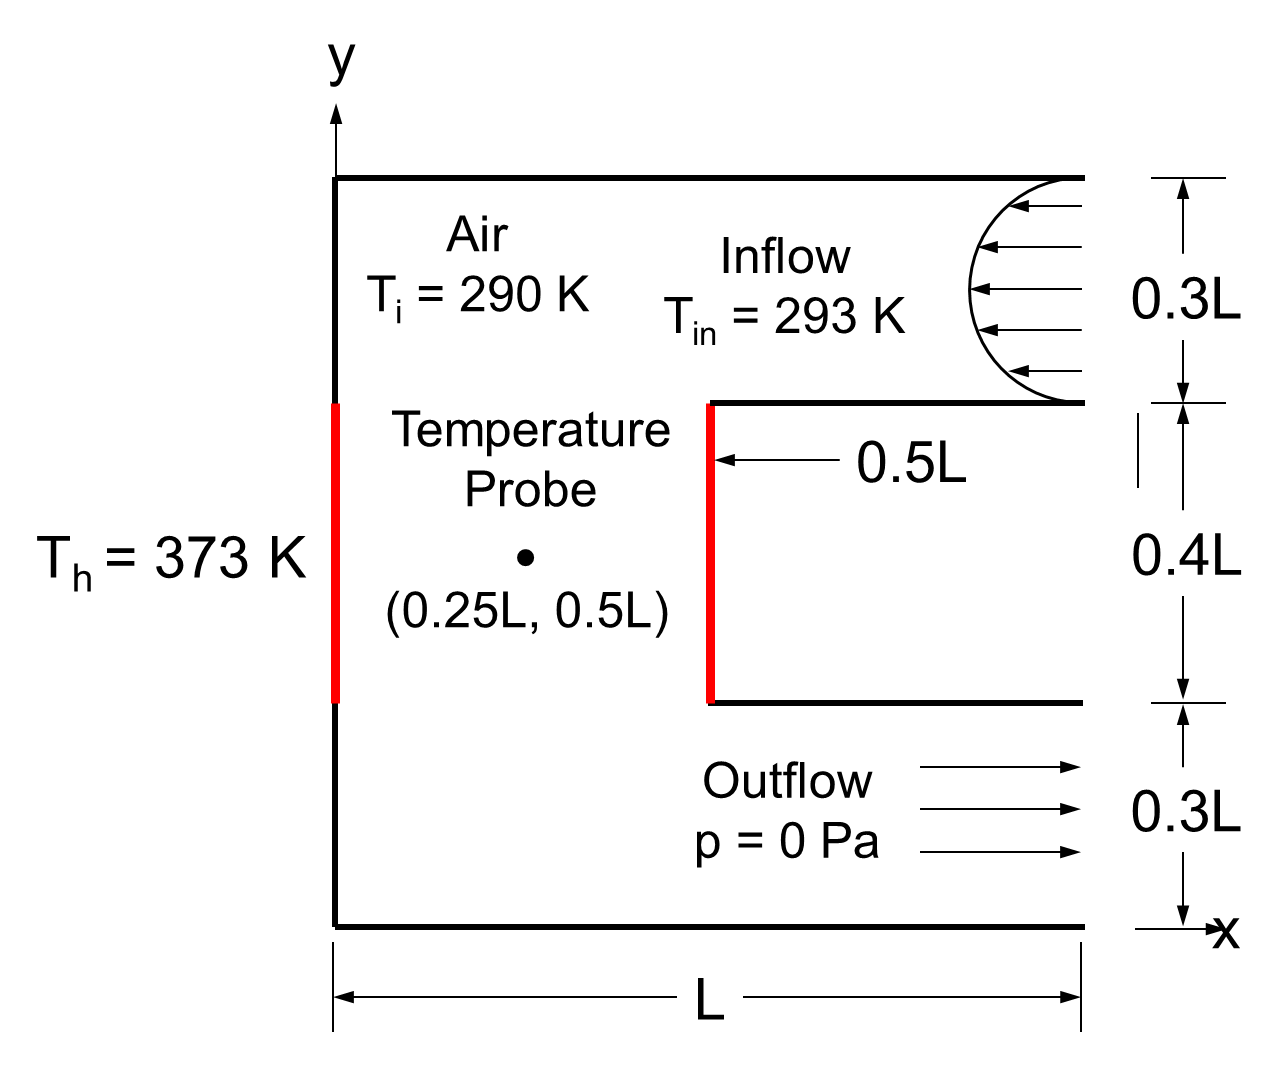 y
Air
T_i = 290 K
Inflow
T_in = 293 K
0.3L
Temperature
Probe
(0.25L, 0.5L)
0.5L
T_h = 373 K
0.4L
Outflow
p = 0 Pa
0.3L
x
L